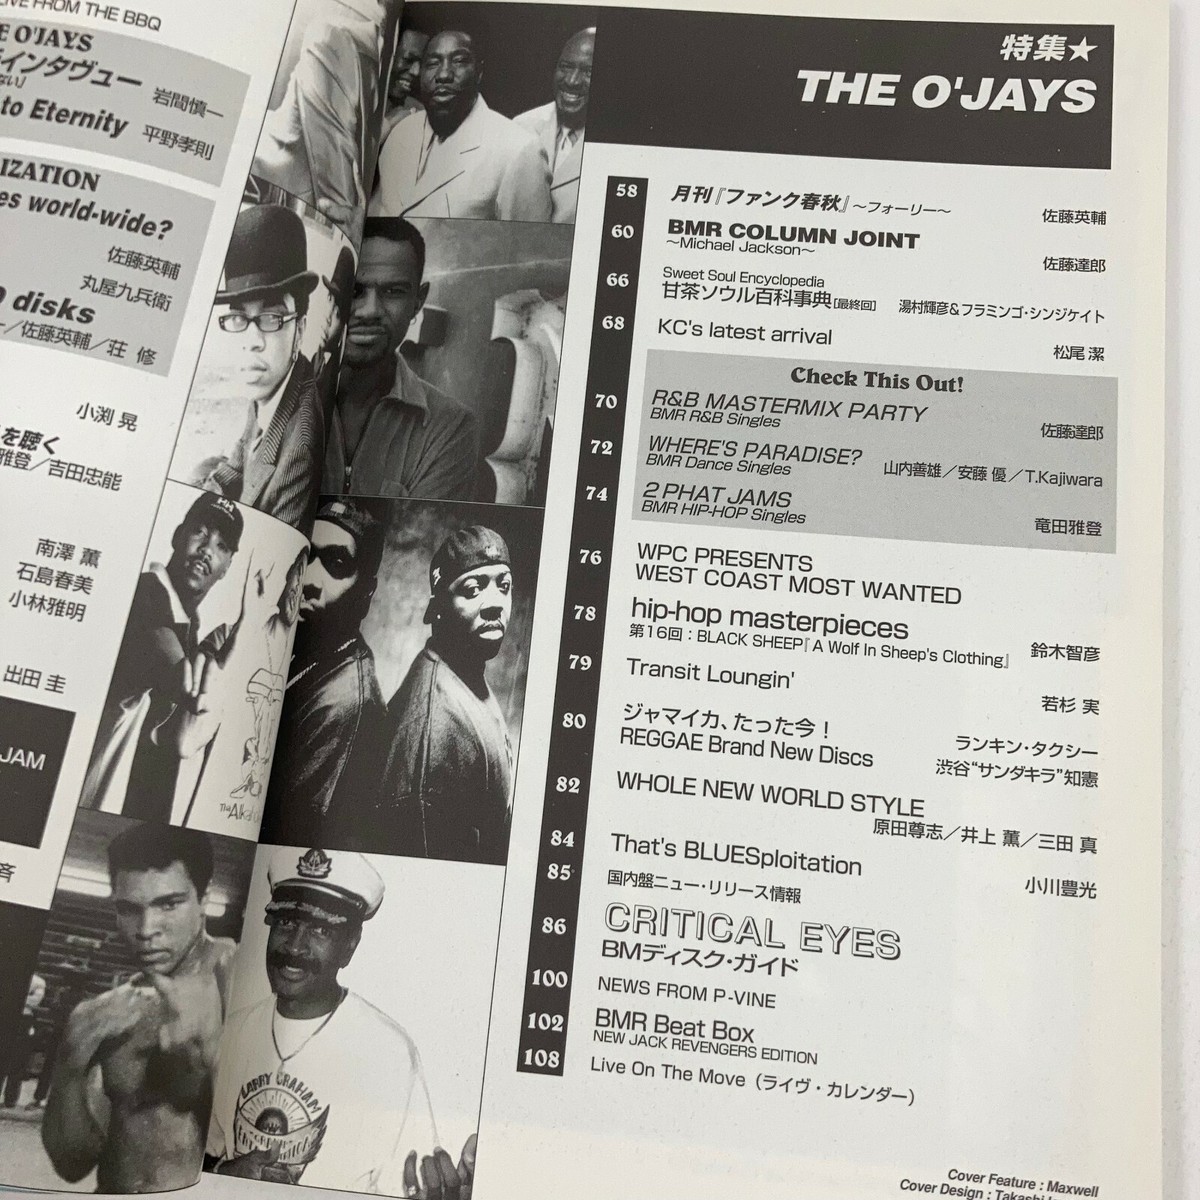 LIVE FROM THE BBQ
E O'JAYS
インタヴュー
岩間慎一
to Eternity
平野孝則
IZATION
es world-wide?
佐藤英輔
丸屋九兵衛
disks
／佐藤英輔／荘 修
小渕 晃
を聴く
雅登／吉田忠能
南澤 薫
石島春美
小林雅明
出田 圭
JAM
斉
HH
The Alkaholiks
LARRY GRAHAM
特集★
THE O'JAYS
58 月刊『ファンク春秋』～フォーリー～ 佐藤英輔
60 BMR COLUMN JOINT
～Michael Jackson～ 佐藤達郎
Sweet Soul Encyclopedia
66 甘茶ソウル百科事典[最終回] 湯村輝彦&フラミンゴ・シンジケイト
68 KC's latest arrival 松尾 潔
Check This Out!
70 R&B MASTERMIX PARTY
BMR R&B Singles 佐藤達郎
72 WHERE'S PARADISE?
BMR Dance Singles 山内善雄／安藤 優／T.Kajiwara
74 2 PHAT JAMS
BMR HIP-HOP Singles 竜田雅登
76 WPC PRESENTS
WEST COAST MOST WANTED
78 hip-hop masterpieces
第16回：BLACK SHEEP『A Wolf In Sheep's Clothing』 鈴木智彦
79 Transit Loungin' 若杉 実
80 ジャマイカ、たった今！ ランキン・タクシー
REGGAE Brand New Discs 渋谷“サンダキラ”知憲
82 WHOLE NEW WORLD STYLE
原田尊志／井上 薫／三田 真
84 That's BLUESploitation 小川豊光
85 国内盤ニュー・リリース情報
86 CRITICAL EYES
BMディスク・ガイド
100 NEWS FROM P-VINE
102 BMR Beat Box
NEW JACK REVENGERS EDITION
108 Live On The Move（ライヴ・カレンダー）
Cover Feature : Maxwell
Cover Design :